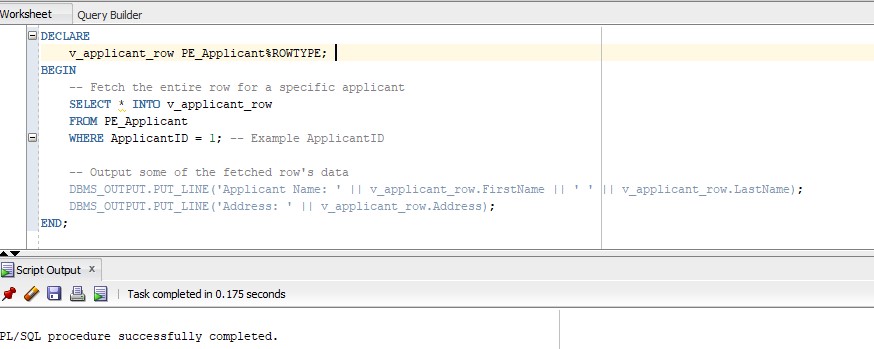 Worksheet Query Builder
DECLARE
    v_applicant_row PE_Applicant%ROWTYPE;
BEGIN
    -- Fetch the entire row for a specific applicant
    SELECT * INTO v_applicant_row
    FROM PE_Applicant
    WHERE ApplicantID = 1; -- Example ApplicantID

    -- Output some of the fetched row's data
    DBMS_OUTPUT.PUT_LINE('Applicant Name: ' || v_applicant_row.FirstName || ' ' || v_applicant_row.LastName);
    DBMS_OUTPUT.PUT_LINE('Address: ' || v_applicant_row.Address);
END;
Script Output x
Task completed in 0.175 seconds
PL/SQL procedure successfully completed.